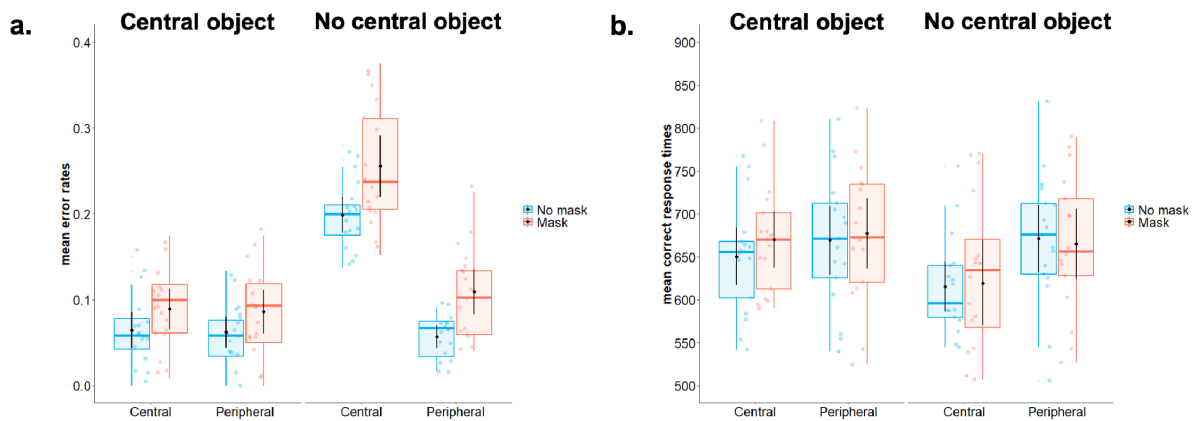 a.
Central object
No central object
mean error rates
0.4
0.3
0.2
0.1
0.0
Central
Peripheral
Central
Peripheral
No mask
Mask
b.
Central object
No central object
mean correct response times
900
850
800
750
700
650
600
550
500
Central
Peripheral
Central
Peripheral
No mask
Mask